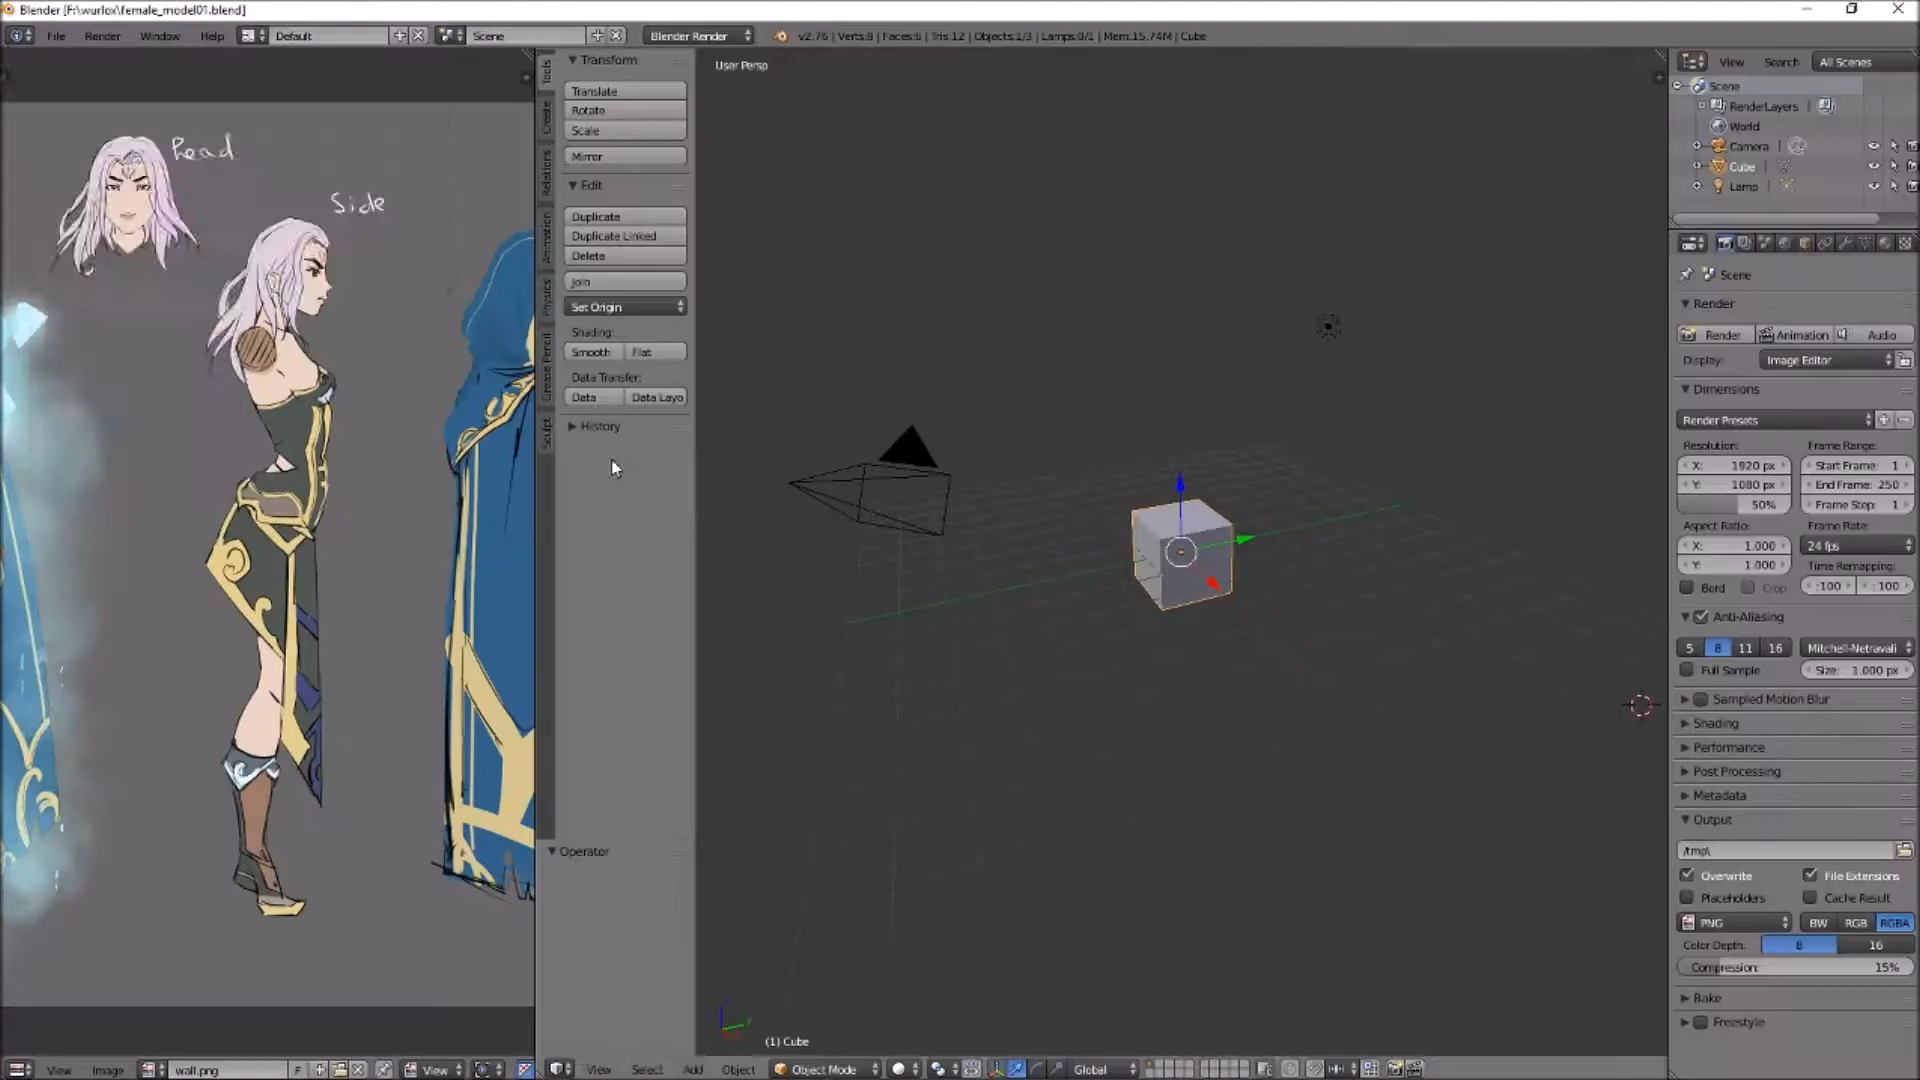 Blender [F:\wurlox\female_model01.blend]
File Render Window Help Default Scene Blender Render v2.76 | Verts:8 | Faces:6 | Tris:12 | Objects:1/3 | Lamps:0/1 | Mem:15.74M | Cube
Head
Side
Tools
Create
Relations
Animation
Physics
Grease Pencil
Sculpt
Transform
Translate
Rotate
Scale
Mirror
Edit
Duplicate
Duplicate Linked
Delete
Join
Set Origin
Shading:
Smooth Flat
Data Transfer:
Data Data Layo
History
Operator
User Persp
(1) Cube
View Search All Scenes
Scene
RenderLayers |
World
Camera |
Cube |
Lamp |
Scene
Render
Render Animation Audio
Display: Image Editor
Dimensions
Render Presets
Resolution: Frame Range:
X: 1920 px Start Frame: 1
Y: 1080 px End Frame: 250
50% Frame Step: 1
Aspect Ratio: Frame Rate:
X: 1.000 24 fps
Y: 1.000 Time Remapping:
Bord Crop :100 :100
Anti-Aliasing
5 8 11 16 Mitchell-Netravali
Full Sample Size: 1.000 px
Sampled Motion Blur
Shading
Performance
Post Processing
Metadata
Output
/tmp\
Overwrite File Extensions
Placeholders Cache Result
PNG BW RGB RGBA
Color Depth: 8 16
Compression: 15%
Bake
Freestyle
View Image wall.png F View
View Select Add Object Object Mode Global